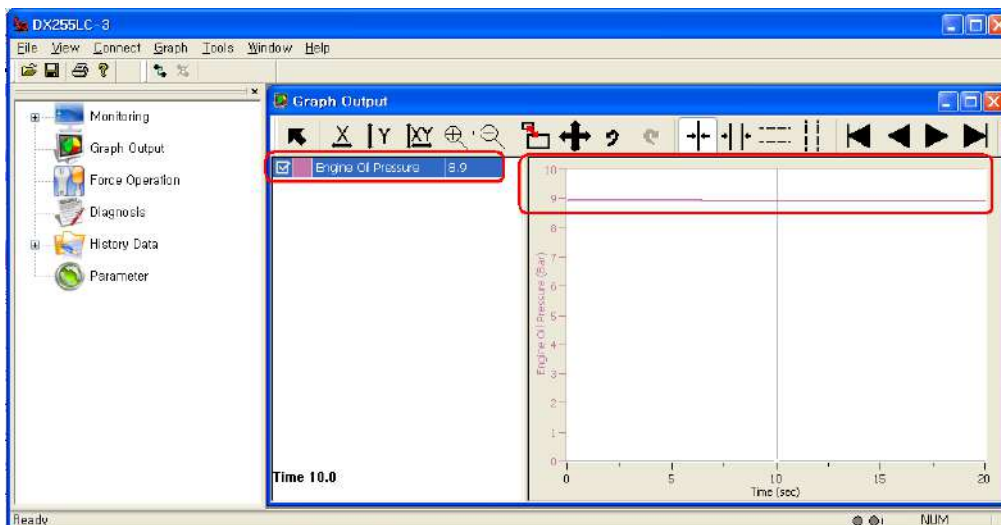 DX255LC-3
File View Connect Graph Tools Window Help
Monitoring
Graph Output
Force Operation
Diagnosis
History Data
Parameter
Graph Output
X Y XY
Engine Oil Pressure 8.9
Time 10.0
10
9
8
7
6
5
4
3
2
1
0
Engine Oil Pressure (Bar)
0 5 10 15 20
Time (sec)
Ready NUM